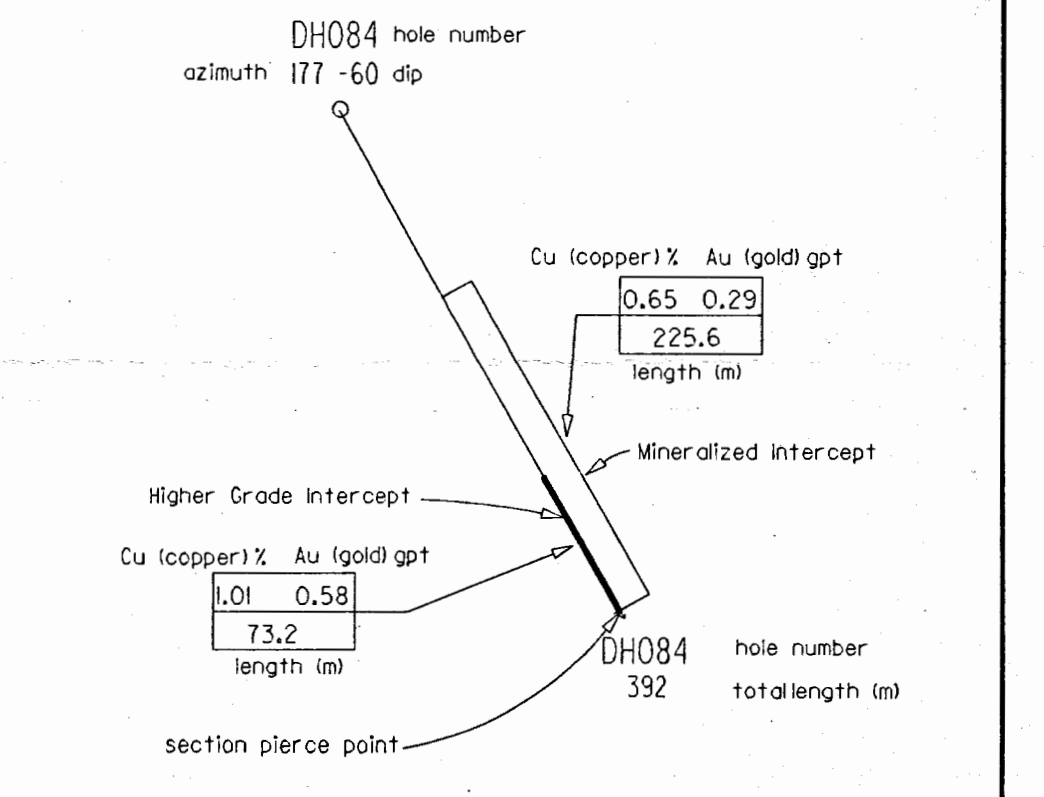 DH084 hole number
azimuth 177 -60 dip
Cu (copper) % Au (gold) gpt
0.65 0.29
225.6
length (m)
Mineralized Intercept
Higher Grade Intercept
Cu (copper) % Au (gold) gpt
1.01 0.58
73.2
length (m)
DH084 hole number
392 total length (m)
section pierce point